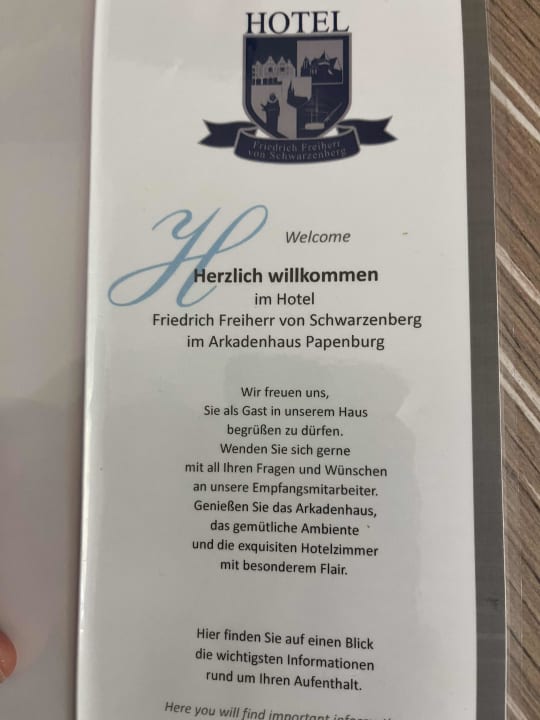 HOTEL
Friedrich Freiherr
von Schwarzenberg
Welcome
Herzlich willkommen
im Hotel
Friedrich Freiherr von Schwarzenberg
im Arkadenhaus Papenburg
Wir freuen uns,
Sie als Gast in unserem Haus
begrüßen zu dürfen.
Wenden Sie sich gerne
mit all Ihren Fragen und Wünschen
an unsere Empfangsmitarbeiter.
Genießen Sie das Arkadenhaus,
das gemütliche Ambiente
und die exquisiten Hotelzimmer
mit besonderem Flair.
Hier finden Sie auf einen Blick
die wichtigsten Informationen
rund um Ihren Aufenthalt.
Here you will find important